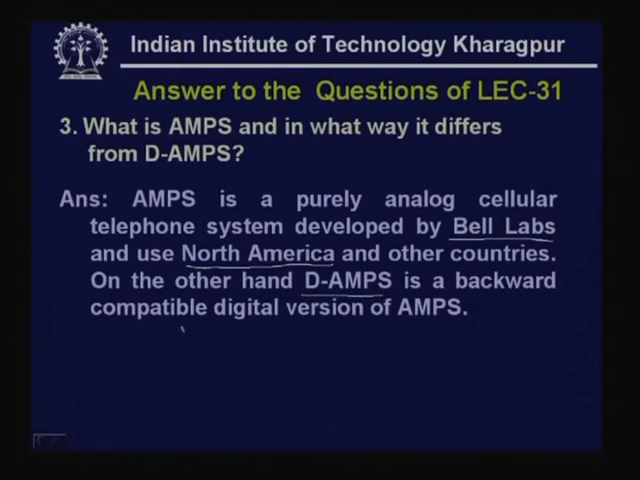 Indian Institute of Technology Kharagpur
Answer to the Questions of LEC-31
3. What is AMPS and in what way it differs
from D-AMPS?
Ans: AMPS is a purely analog cellular
telephone system developed by Bell Labs
and use North America and other countries.
On the other hand D-AMPS is a backward
compatible digital version of AMPS.